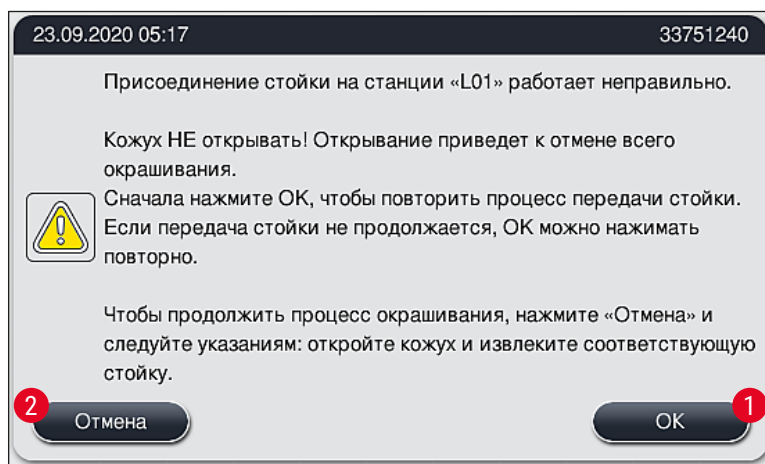 23.09.2020 05:17 33751240
Присоединение стойки на станции «L01» работает неправильно.
Кожух НЕ открывать! Открывание приведет к отмене всего
окрашивания.
Сначала нажмите OK, чтобы повторить процесс передачи стойки.
Если передача стойки не продолжается, OK можно нажимать
повторно.
Чтобы продолжить процесс окрашивания, нажмите «Отмена» и
следуйте указаниям: откройте кожух и извлеките соответствующую
стойку.
2 1
Отмена OK